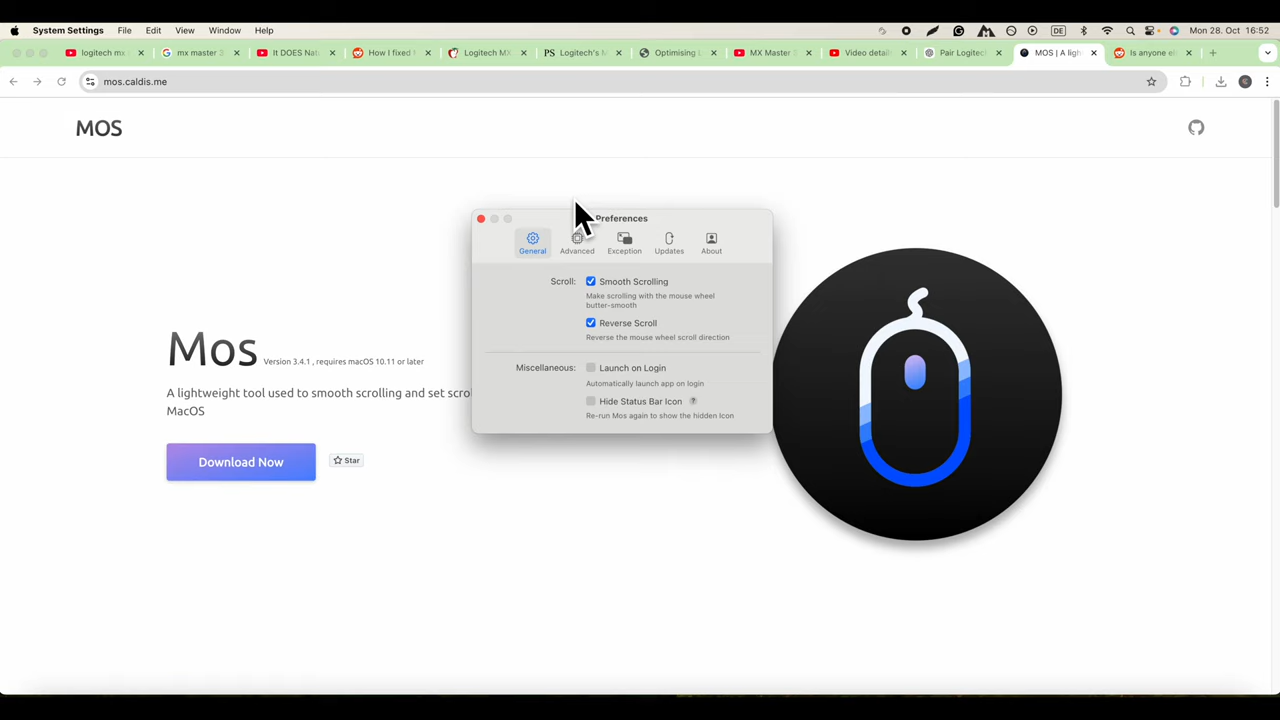 System Settings File Edit View Window Help DE Mon 28. Oct 16:52
logitech mx mx master 3 It DOES Nat How I fixed Logitech MX Logitech's M Optimising L MX Master 3 Video detail Pair Logitec MOS | A ligh Is anyone el
mos.caldis.me
MOS
Preferences
General Advanced Exception Updates About
Scroll: Smooth Scrolling
Make scrolling with the mouse wheel
butter-smooth
Reverse Scroll
Reverse the mouse wheel scroll direction
Miscellaneous: Launch on Login
Automatically launch app on login
Hide Status Bar Icon ?
Re-run Mos again to show the hidden Icon
Mos Version 3.4.1 , requires macOS 10.11 or later
A lightweight tool used to smooth scrolling and set scro
MacOS
Download Now Star